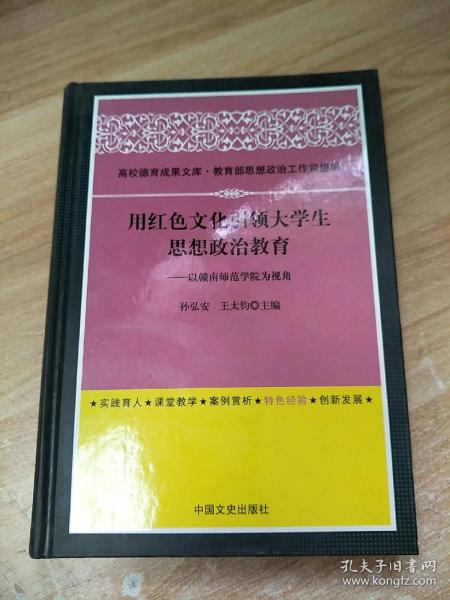 高校德育成果文库·教育部思想政治工作司组编
用红色文化引领大学生
思想政治教育
——以赣南师范学院为视角
孙弘安 王太钧◎主编
★实践育人★课堂教学★案例赏析★特色经验★创新发展★
中国文史出版社
孔夫子旧书网
www.kongfz.com